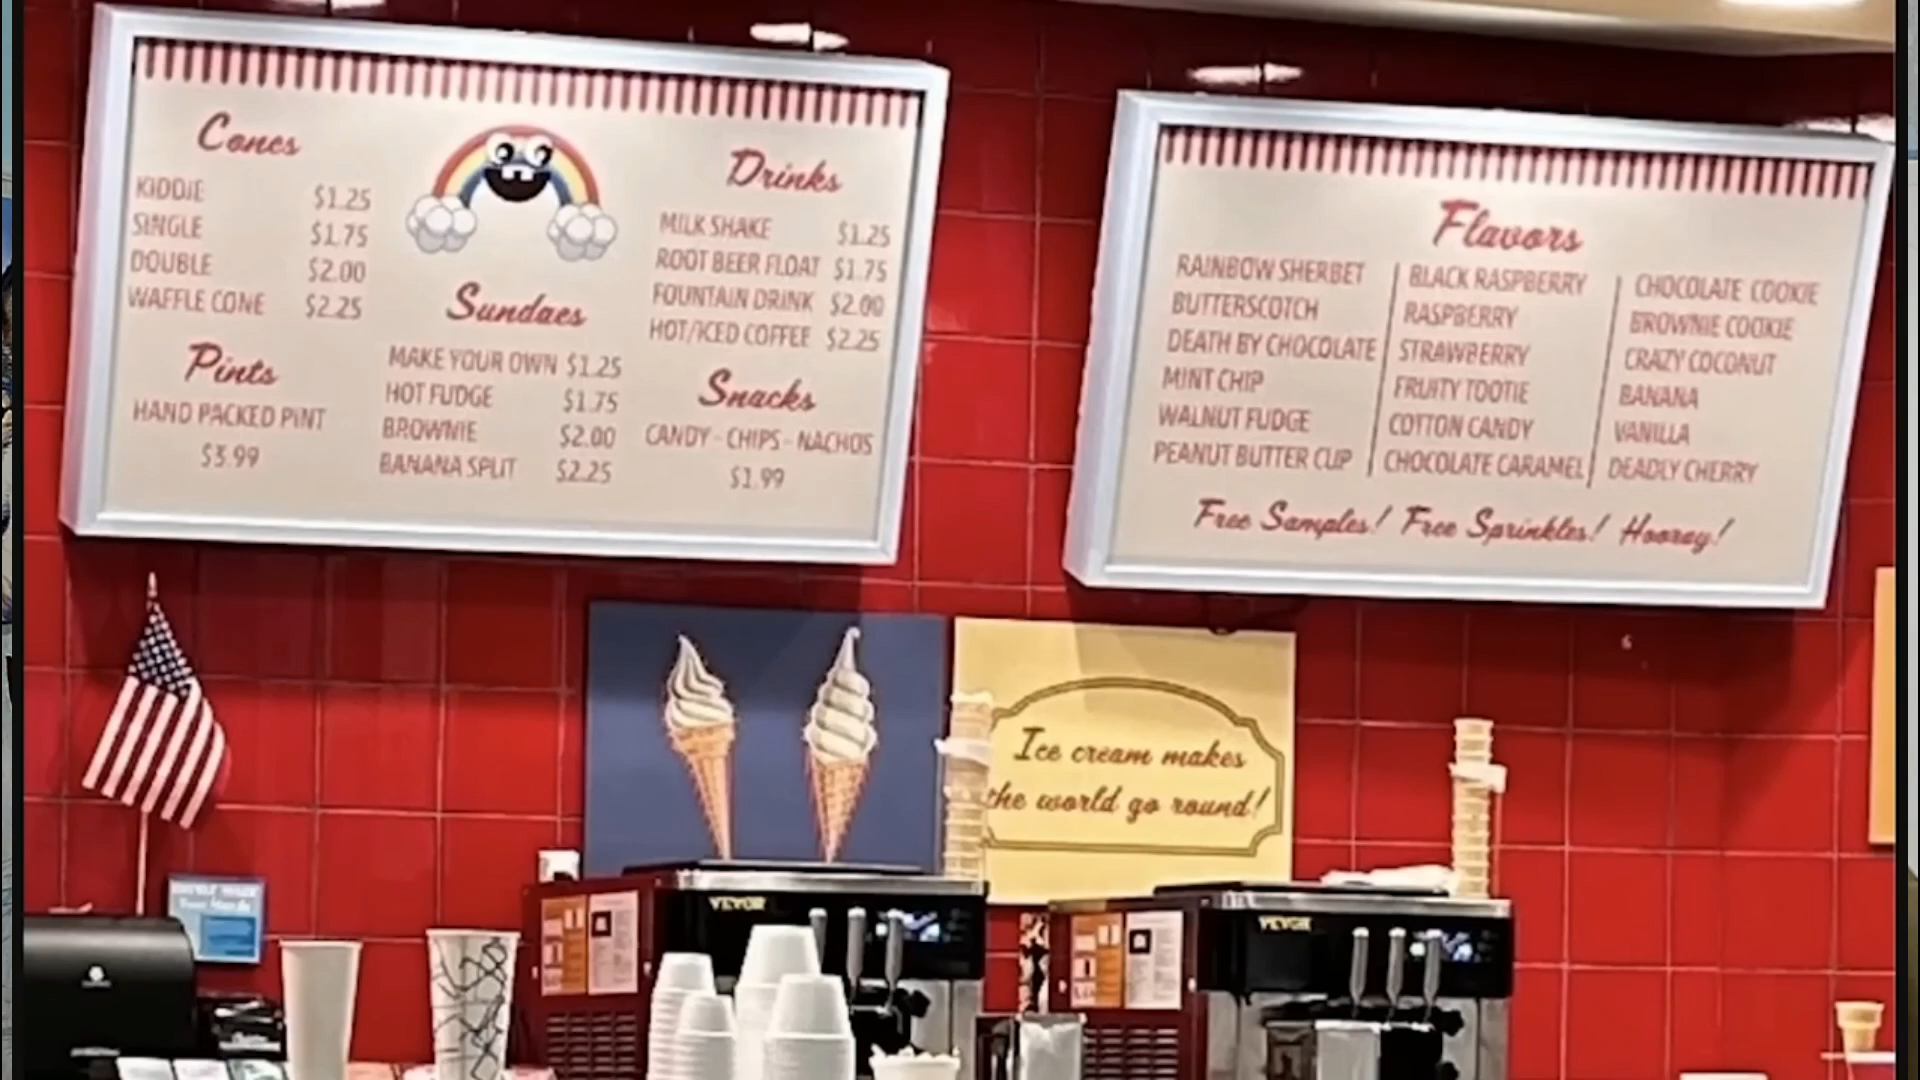 Cones
KIDDIE $1.25
SINGLE $1.75
DOUBLE $2.00
WAFFLE CONE $2.25
Pints
HAND PACKED PINT
$3.99
Sundaes
MAKE YOUR OWN $1.25
HOT FUDGE $1.75
BROWNIE $2.00
BANANA SPLIT $2.25
Drinks
MILK SHAKE $1.25
ROOT BEER FLOAT $1.75
FOUNTAIN DRINK $2.00
HOT/ICED COFFEE $2.25
Snacks
CANDY - CHIPS - NACHOS
$1.99
Flavors
RAINBOW SHERBET
BUTTERSCOTCH
DEATH BY CHOCOLATE
MINT CHIP
WALNUT FUDGE
PEANUT BUTTER CUP
BLACK RASPBERRY
RASPBERRY
STRAWBERRY
FRUITY TOOTIE
COTTON CANDY
CHOCOLATE CARAMEL
CHOCOLATE COOKIE
BROWNIE COOKIE
CRAZY COCONUT
BANANA
VANILLA
DEADLY CHERRY
Free Samples! Free Sprinkles! Hooray!
Ice cream makes
the world go round!
VEVOR
VEVOR